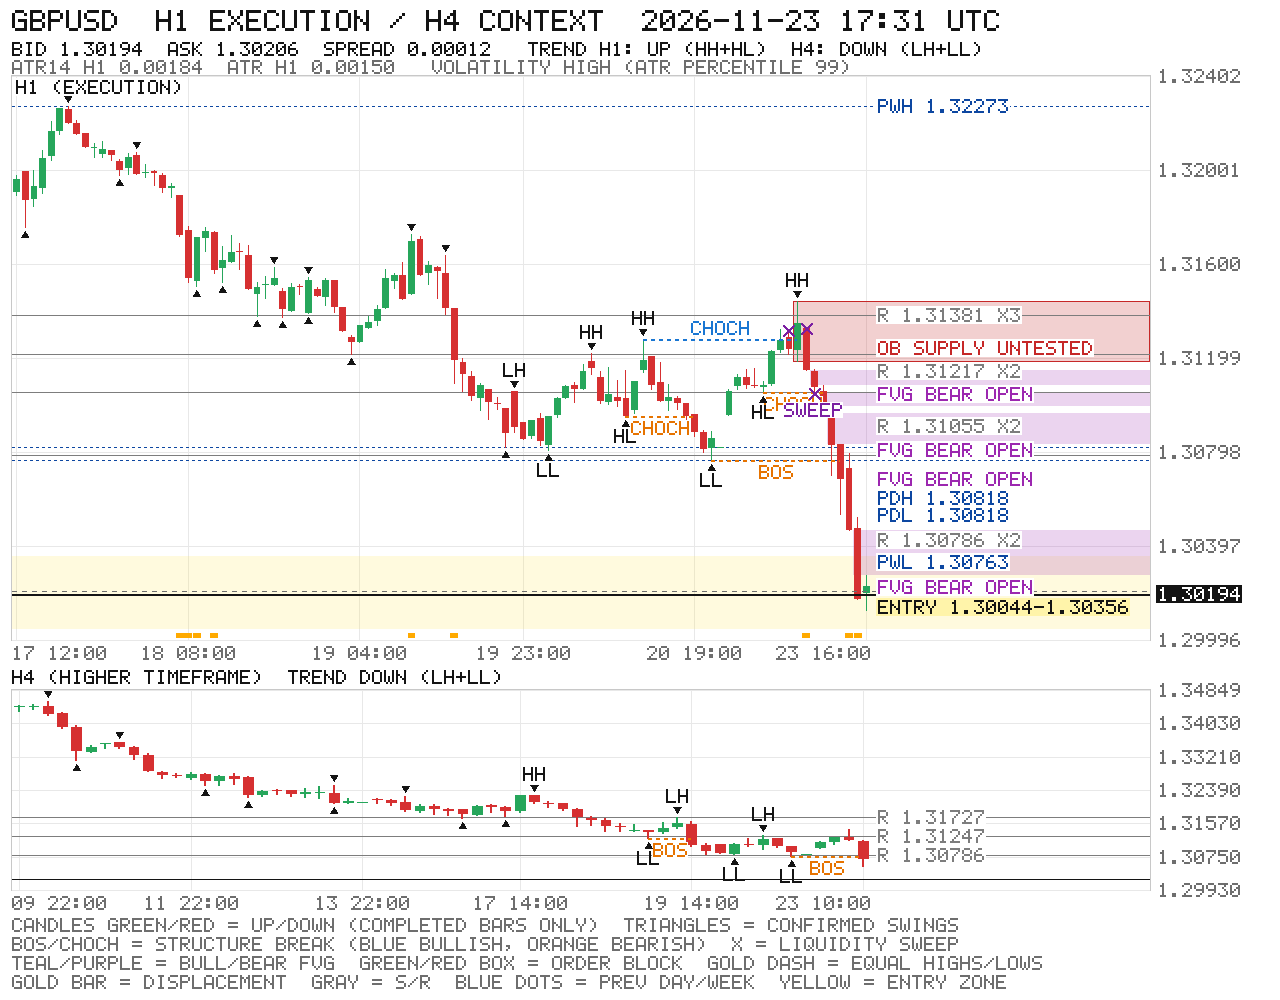 GBPUSD  H1 EXECUTION / H4 CONTEXT  2026-11-23 17:31 UTC
BID 1.30194  ASK 1.30206  SPREAD 0.00012  TREND H1: UP (HH+HL)  H4: DOWN (LH+LL)
ATR14 H1 0.00184  ATR H1 0.00150  VOLATILITY HIGH (ATR PERCENTILE 99)
1.32402
H1 (EXECUTION)
PWH 1.32273
1.32001
1.31600
HH
R 1.31381 X3
HH
HH
CHOCH
OB SUPPLY UNTESTED
1.31199
LH
R 1.31217 X2
FVG BEAR OPEN
CHOCH
HL
SWEEP
HL
CHOCH
R 1.31055 X2
FVG BEAR OPEN
1.30798
LL
LL
BOS
FVG BEAR OPEN
PDH 1.30818
PDL 1.30818
R 1.30786 X2
1.30397
PWL 1.30763
FVG BEAR OPEN
1.30194
ENTRY 1.30044-1.30356
1.29996
17 12:00  18 08:00  19 04:00  19 23:00  20 19:00  23 16:00
H4 (HIGHER TIMEFRAME)  TREND DOWN (LH+LL)
1.34849
1.34030
1.33210
HH
1.32390
LH
LH
R 1.31727
1.31570
R 1.31247
LL
BOS
R 1.30786
1.30750
LL
LL
BOS
1.29930
09 22:00  11 22:00  13 22:00  17 14:00  19 14:00  23 10:00
CANDLES GREEN/RED = UP/DOWN (COMPLETED BARS ONLY)  TRIANGLES = CONFIRMED SWINGS
BOS/CHOCH = STRUCTURE BREAK (BLUE BULLISH, ORANGE BEARISH)  X = LIQUIDITY SWEEP
TEAL/PURPLE = BULL/BEAR FVG  GREEN/RED BOX = ORDER BLOCK  GOLD DASH = EQUAL HIGHS/LOWS
GOLD BAR = DISPLACEMENT  GRAY = S/R  BLUE DOTS = PREV DAY/WEEK  YELLOW = ENTRY ZONE